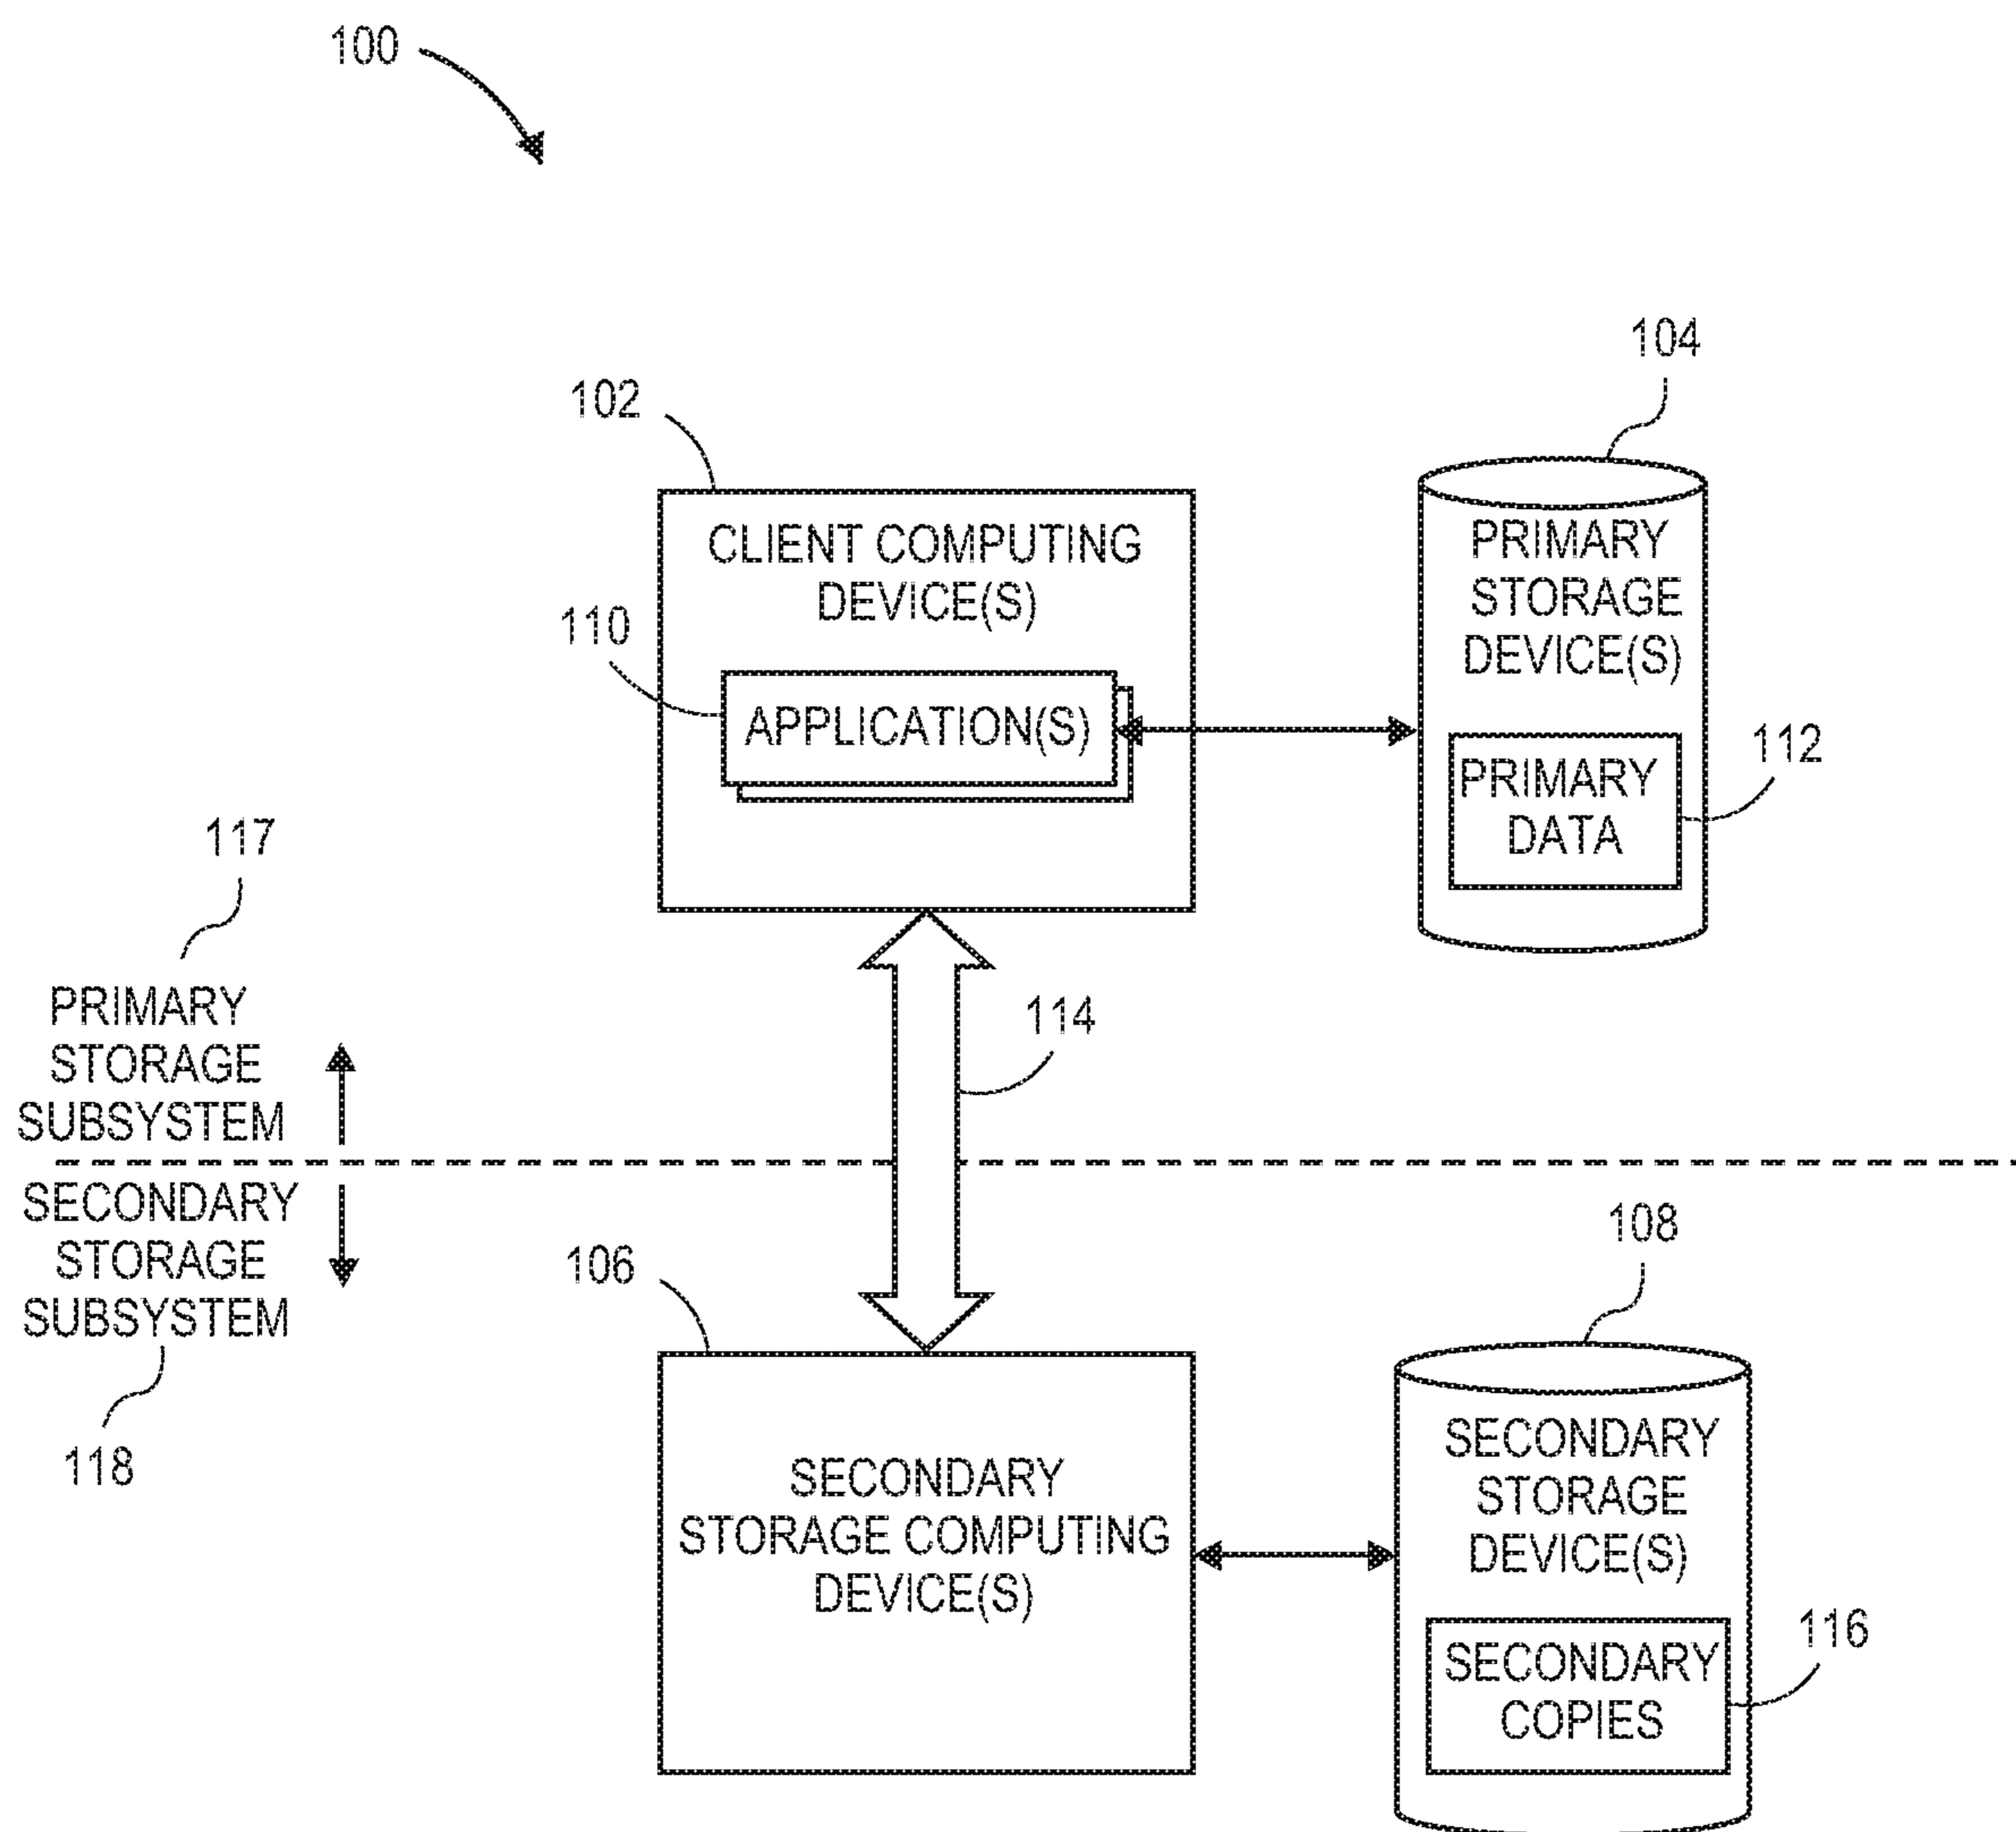 100
104
102
CLIENT COMPUTING
DEVICE(S)
110
APPLICATION(S)
PRIMARY
STORAGE
DEVICE(S)
PRIMARY
DATA
112
117
PRIMARY
STORAGE
SUBSYSTEM
114
SECONDARY
STORAGE
SUBSYSTEM
118
106
108
SECONDARY
STORAGE COMPUTING
DEVICE(S)
SECONDARY
STORAGE
DEVICE(S)
SECONDARY
COPIES
116